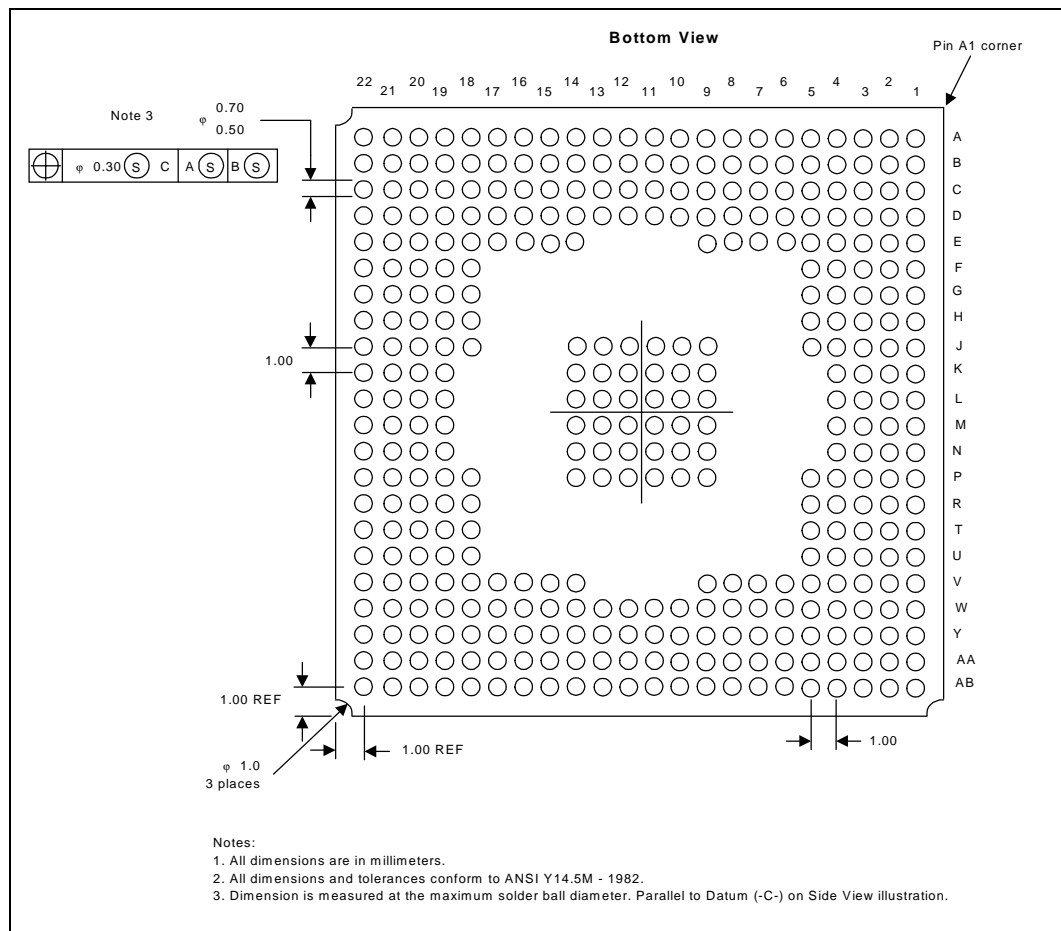 Bottom View
Pin A1 corner
22 21 20 19 18 17 16 15 14 13 12 11 10 9 8 7 6 5 4 3 2 1
Note 3
φ 0.70
0.50
φ 0.30 S C A S B S
A
B
C
D
E
F
G
H
J
1.00
K
L
M
N
P
R
T
U
V
W
Y
AA
AB
1.00 REF
1.00 REF
1.00
φ 1.0
3 places
Notes:
1. All dimensions are in millimeters.
2. All dimensions and tolerances conform to ANSI Y14.5M - 1982.
3. Dimension is measured at the maximum solder ball diameter. Parallel to Datum (-C-) on Side View illustration.